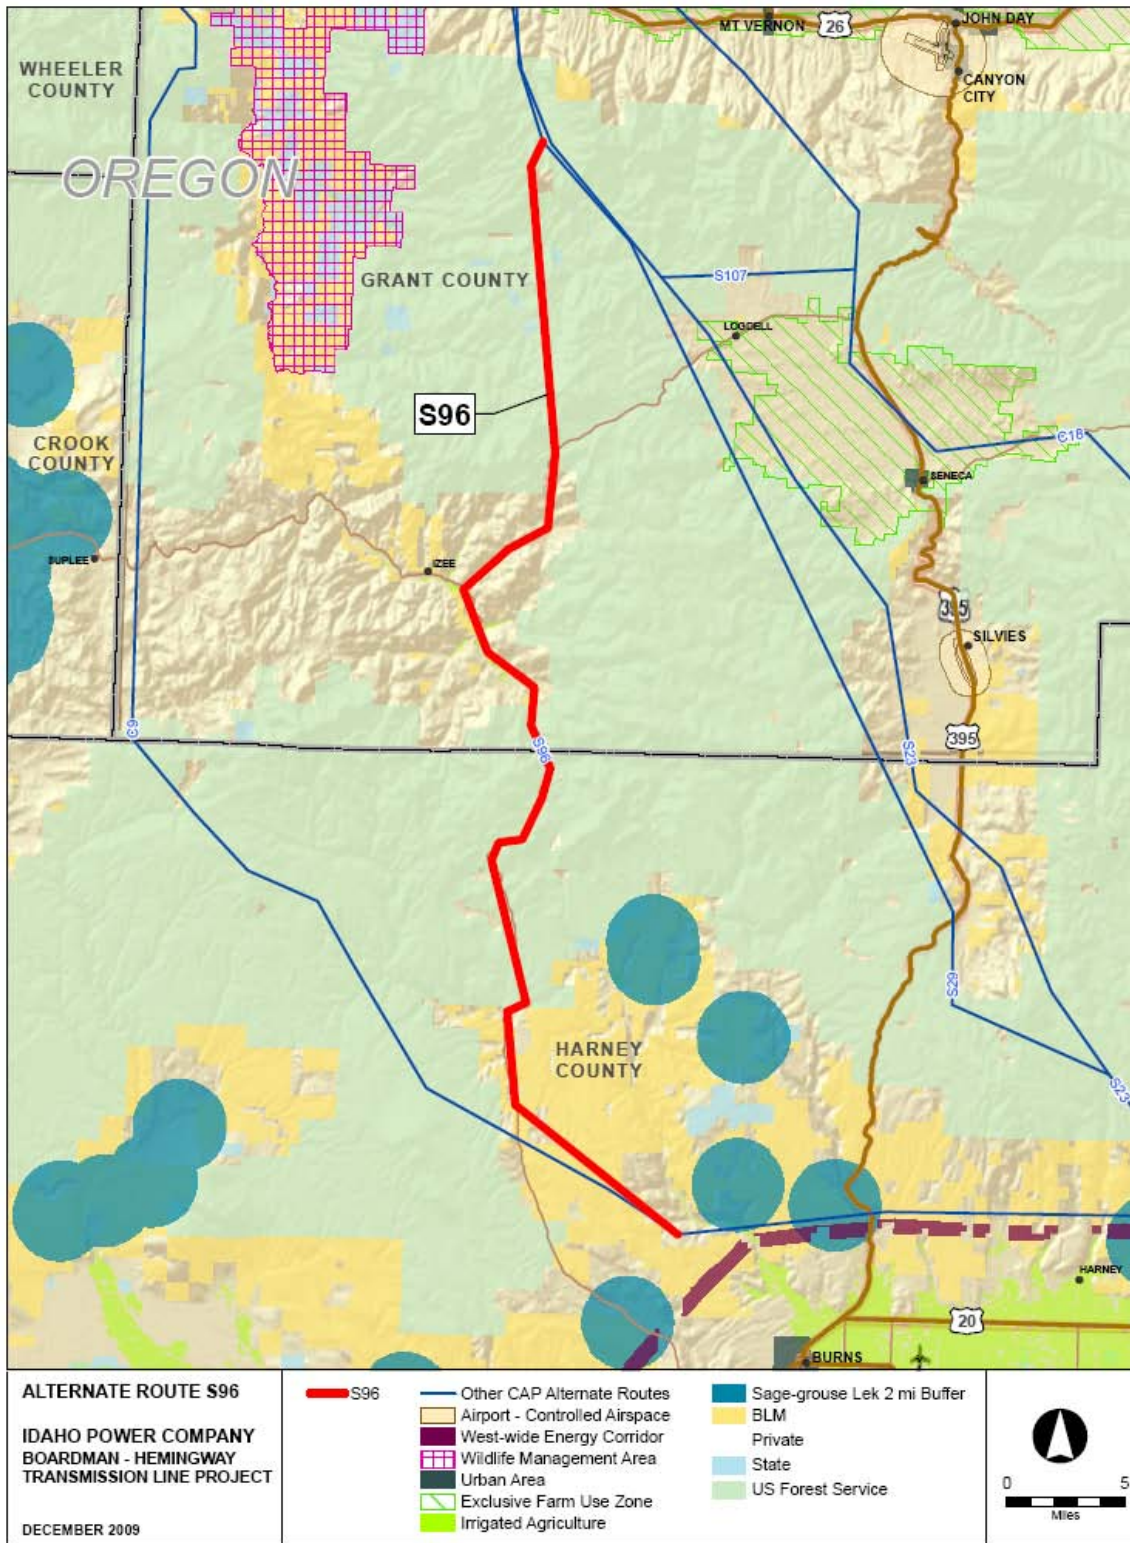 MT VERNON
26
JOHN DAY
CANYON
CITY
WHEELER
COUNTY
OREGON
GRANT COUNTY
S107
LOGDELL
S96
CROOK
COUNTY
C18
SENECA
SUPLEE
IZEE
395
SILVIES
63
S96
395
S23
S29
HARNEY
COUNTY
S23
HARNEY
20
BURNS
ALTERNATE ROUTE S96
IDAHO POWER COMPANY
BOARDMAN - HEMINGWAY
TRANSMISSION LINE PROJECT
DECEMBER 2009
S96
Other CAP Alternate Routes
Airport - Controlled Airspace
West-wide Energy Corridor
Wildlife Management Area
Urban Area
Exclusive Farm Use Zone
Irrigated Agriculture
Sage-grouse Lek 2 mi Buffer
BLM
Private
State
US Forest Service
0 5
Miles